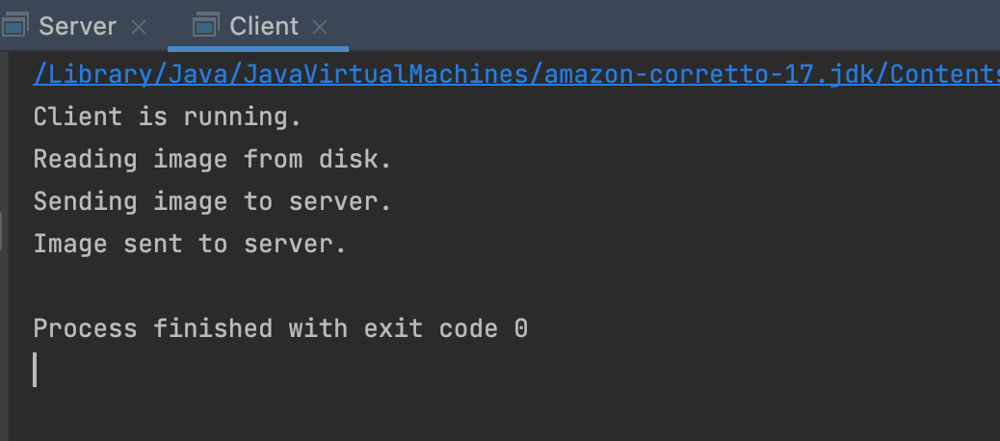 Server Client
/Library/Java/JavaVirtualMachines/amazon-corretto-17.jdk/Contents
Client is running.
Reading image from disk.
Sending image to server.
Image sent to server.
Process finished with exit code 0